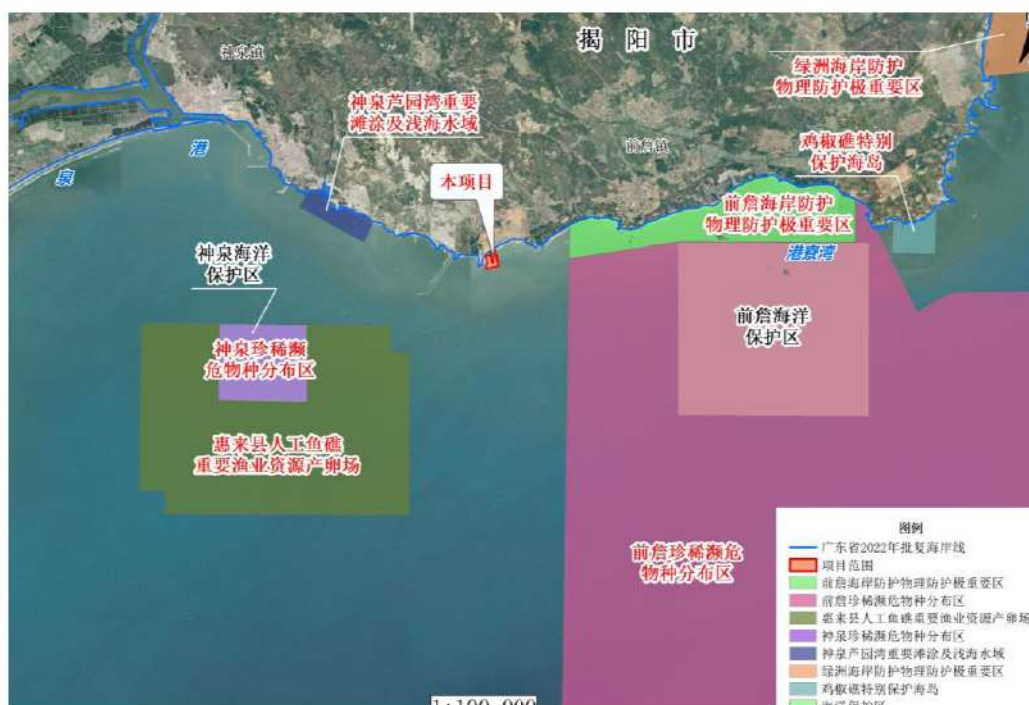 揭阳市
神泉镇
绿洲海岸防护
物理防护极重要区
神泉芦园湾重要
滩涂及浅海水域
前詹镇
鸡椒礁特别
保护海岛
港
泉
本项目
前詹海岸防护
物理防护极重要区
港寮湾
神泉海洋
保护区
前詹海洋
保护区
神泉珍稀濒
危物种分布区
惠来县人工鱼礁
重要渔业资源产卵场
前詹珍稀濒危
物种分布区
图例
广东省2022年批复海岸线
项目范围
前詹海岸防护物理防护极重要区
前詹珍稀濒危物种分布区
惠来县人工鱼礁重要渔业资源产卵场
神泉珍稀濒危物种分布区
神泉芦园湾重要滩涂及浅海水域
绿洲海岸防护物理防护极重要区
鸡椒礁特别保护海岛
海洋保护区
1:100,000